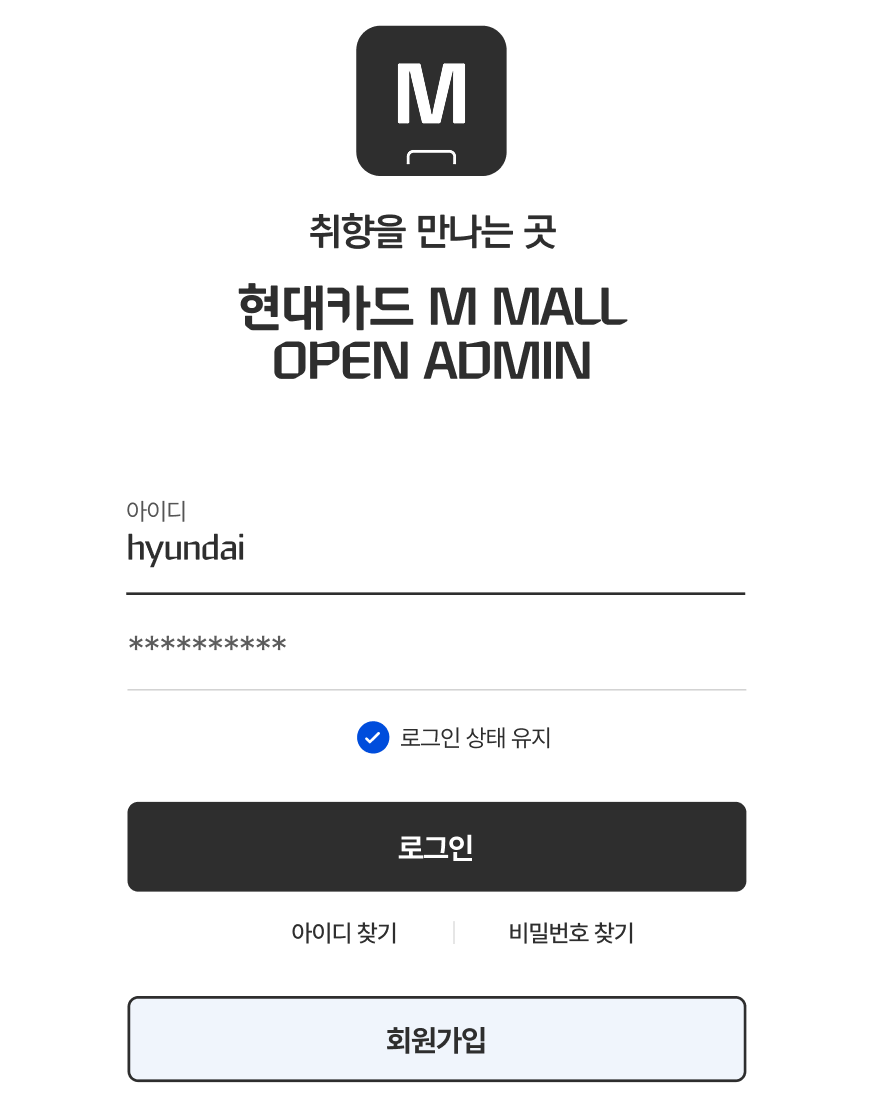 M
취향을 만나는 곳
현대카드 M MALL
OPEN ADMIN
아이디
hyundai
**********
로그인 상태 유지
로그인
아이디 찾기 비밀번호 찾기
회원가입